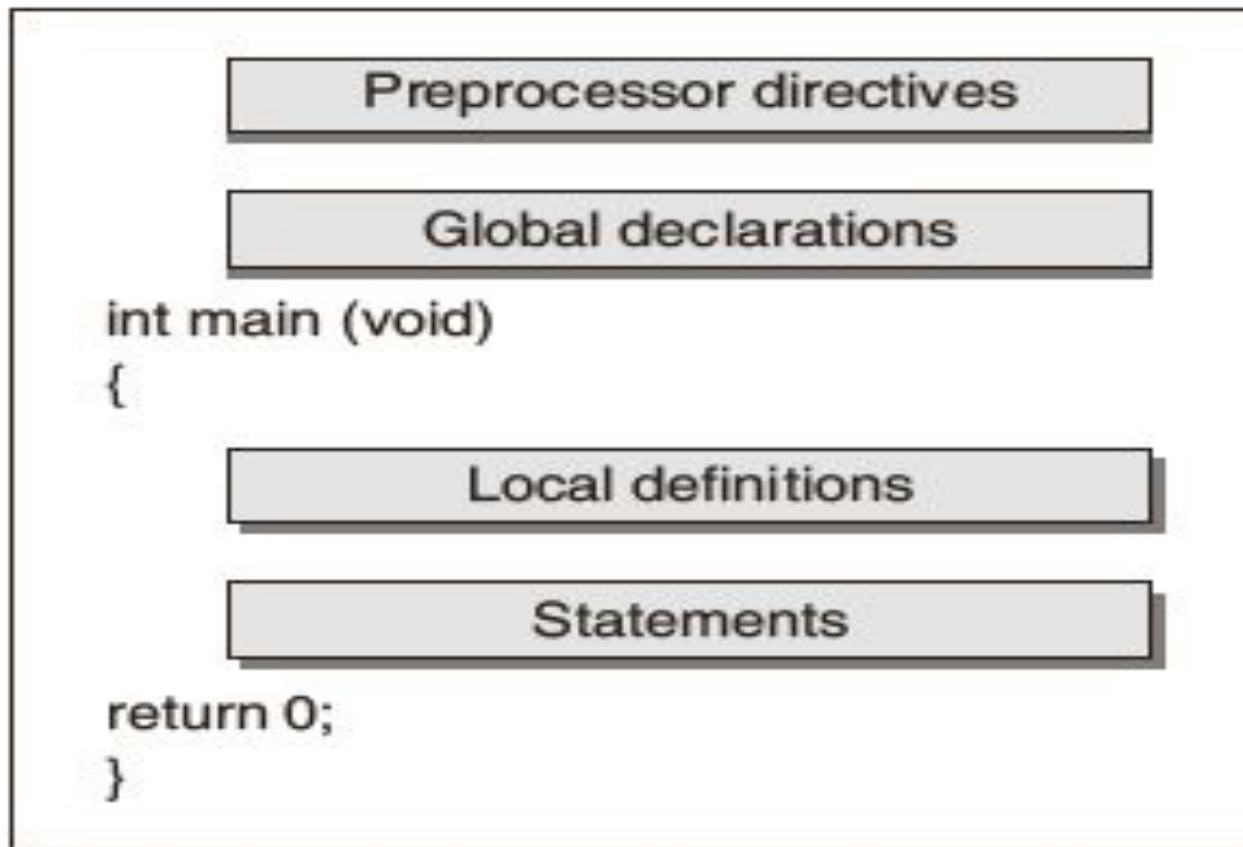 Preprocessor directives
Global declarations
int main (void)
{
Local definitions
Statements
return 0;
}